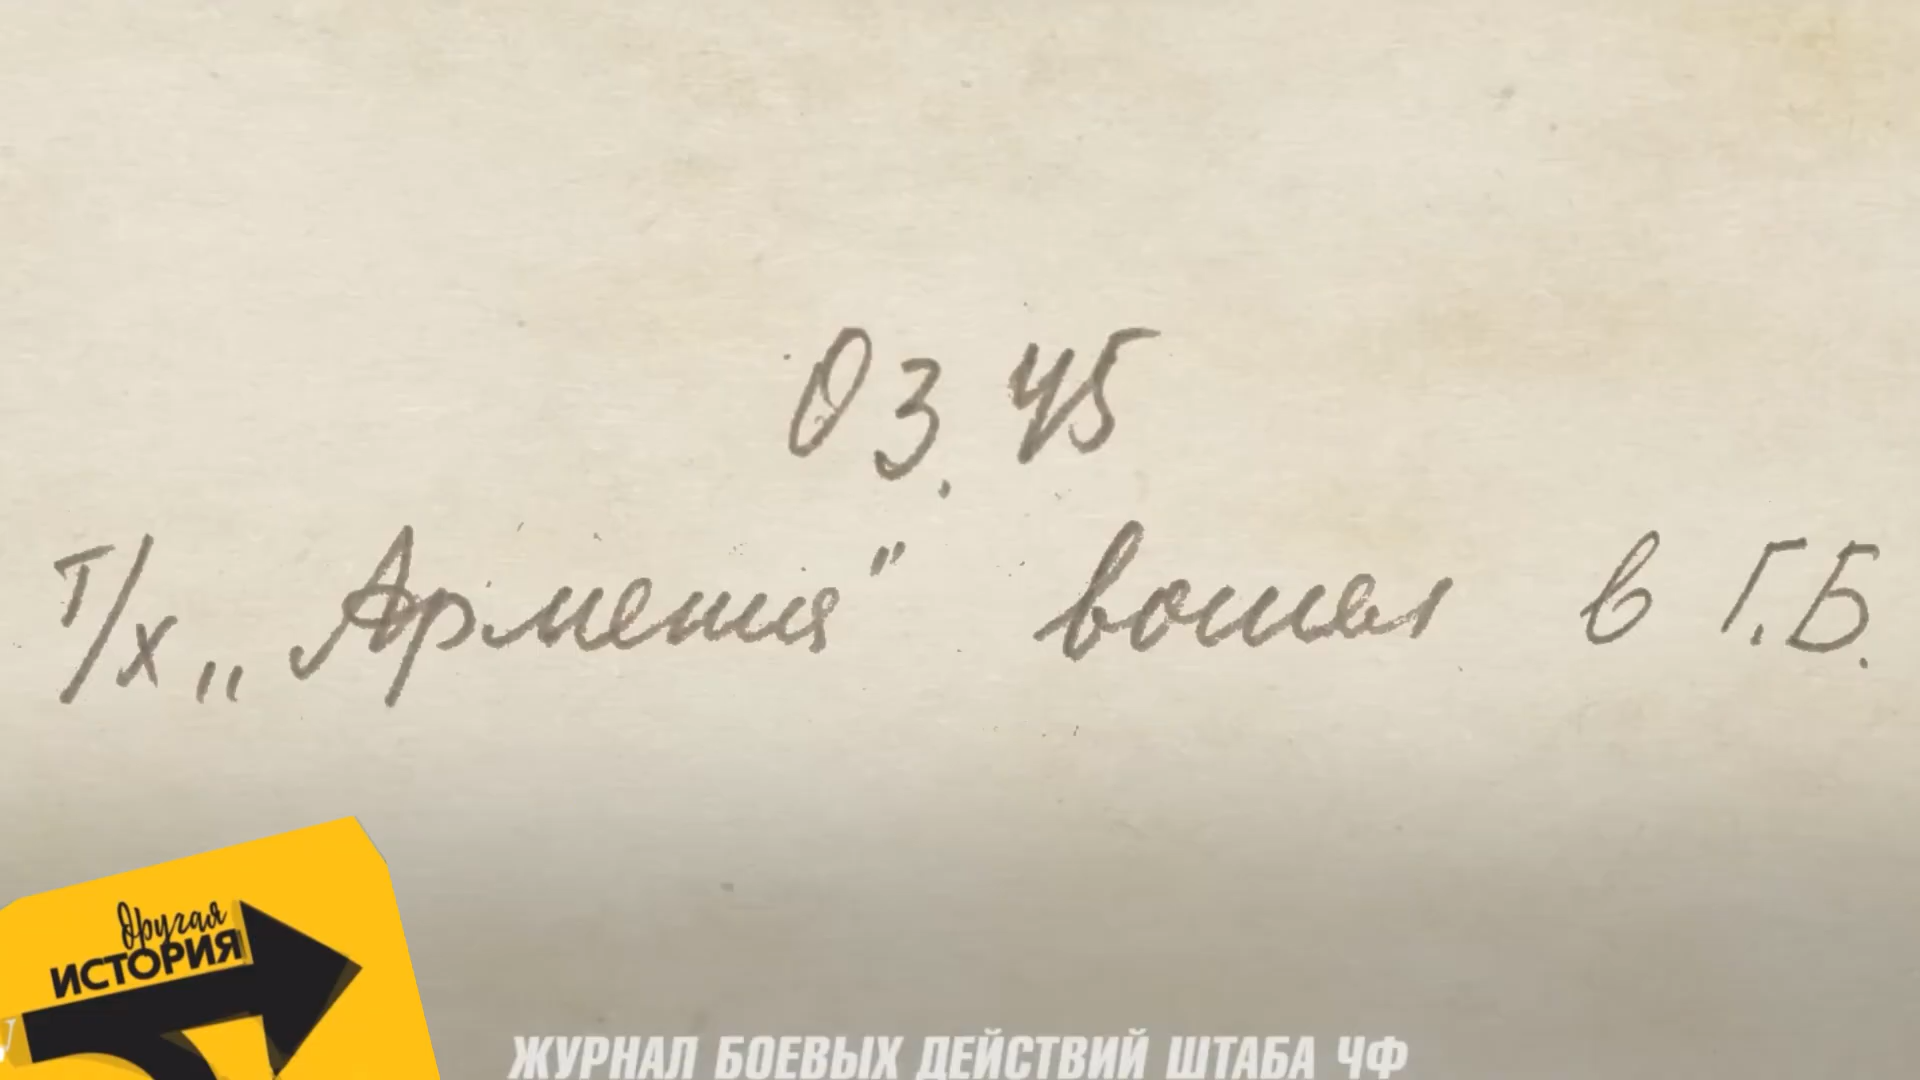 03.45
Т/х „Армения" вошел в Г.Б.
Другая
ИСТОРИЯ
ЖУРНАЛ БОЕВЫХ ДЕЙСТВИЙ ШТАБА ЧФ